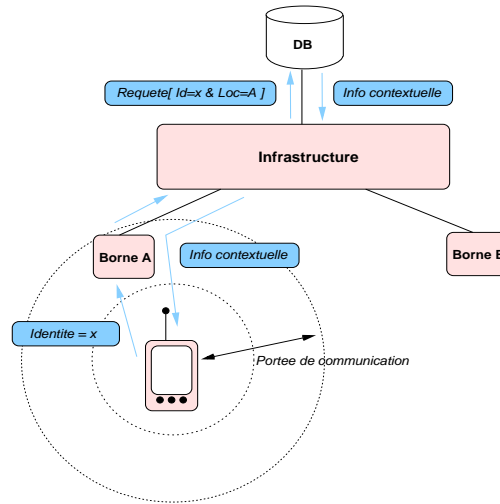 DB
Requete[ Id=x & Loc=A ]
Info contextuelle
Infrastructure
Borne A
Info contextuelle
Borne B
Identite = x
Portee de communication